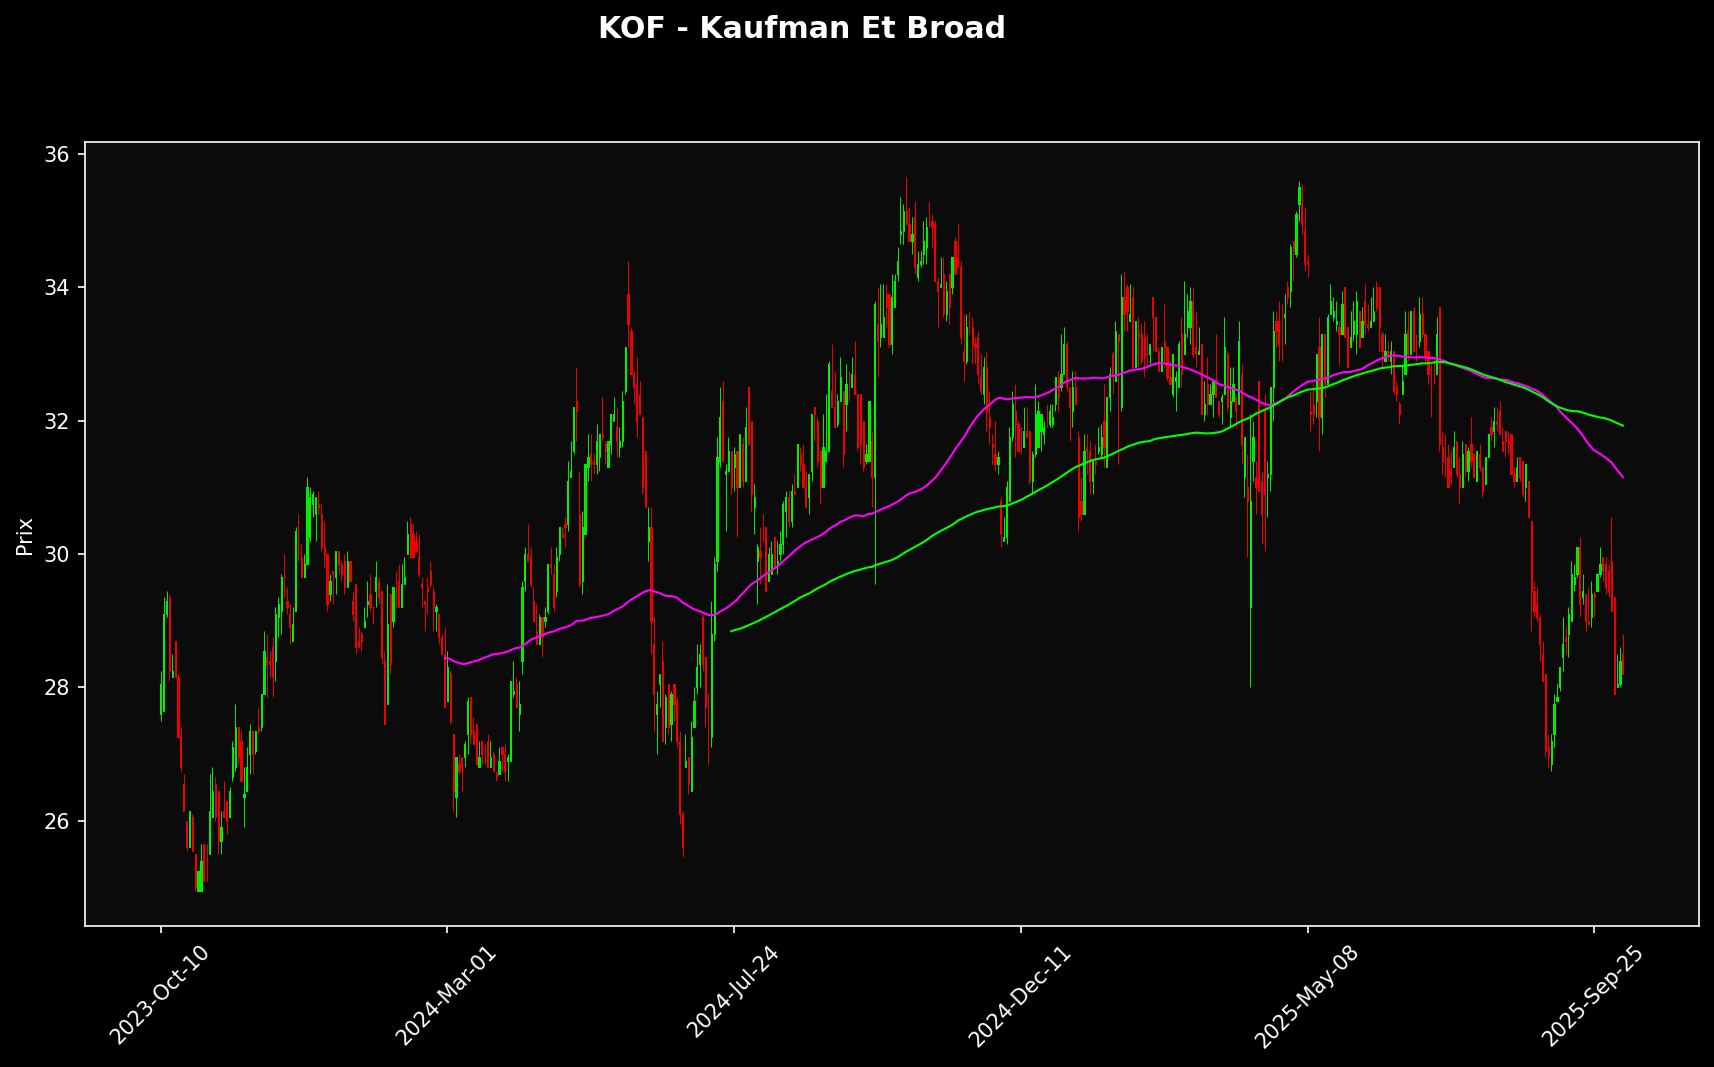 KOF - Kaufman Et Broad
Prix
36
34
32
30
28
26
2023-Oct-10
2024-Mar-01
2024-Jul-24
2024-Dec-11
2025-May-08
2025-Sep-25